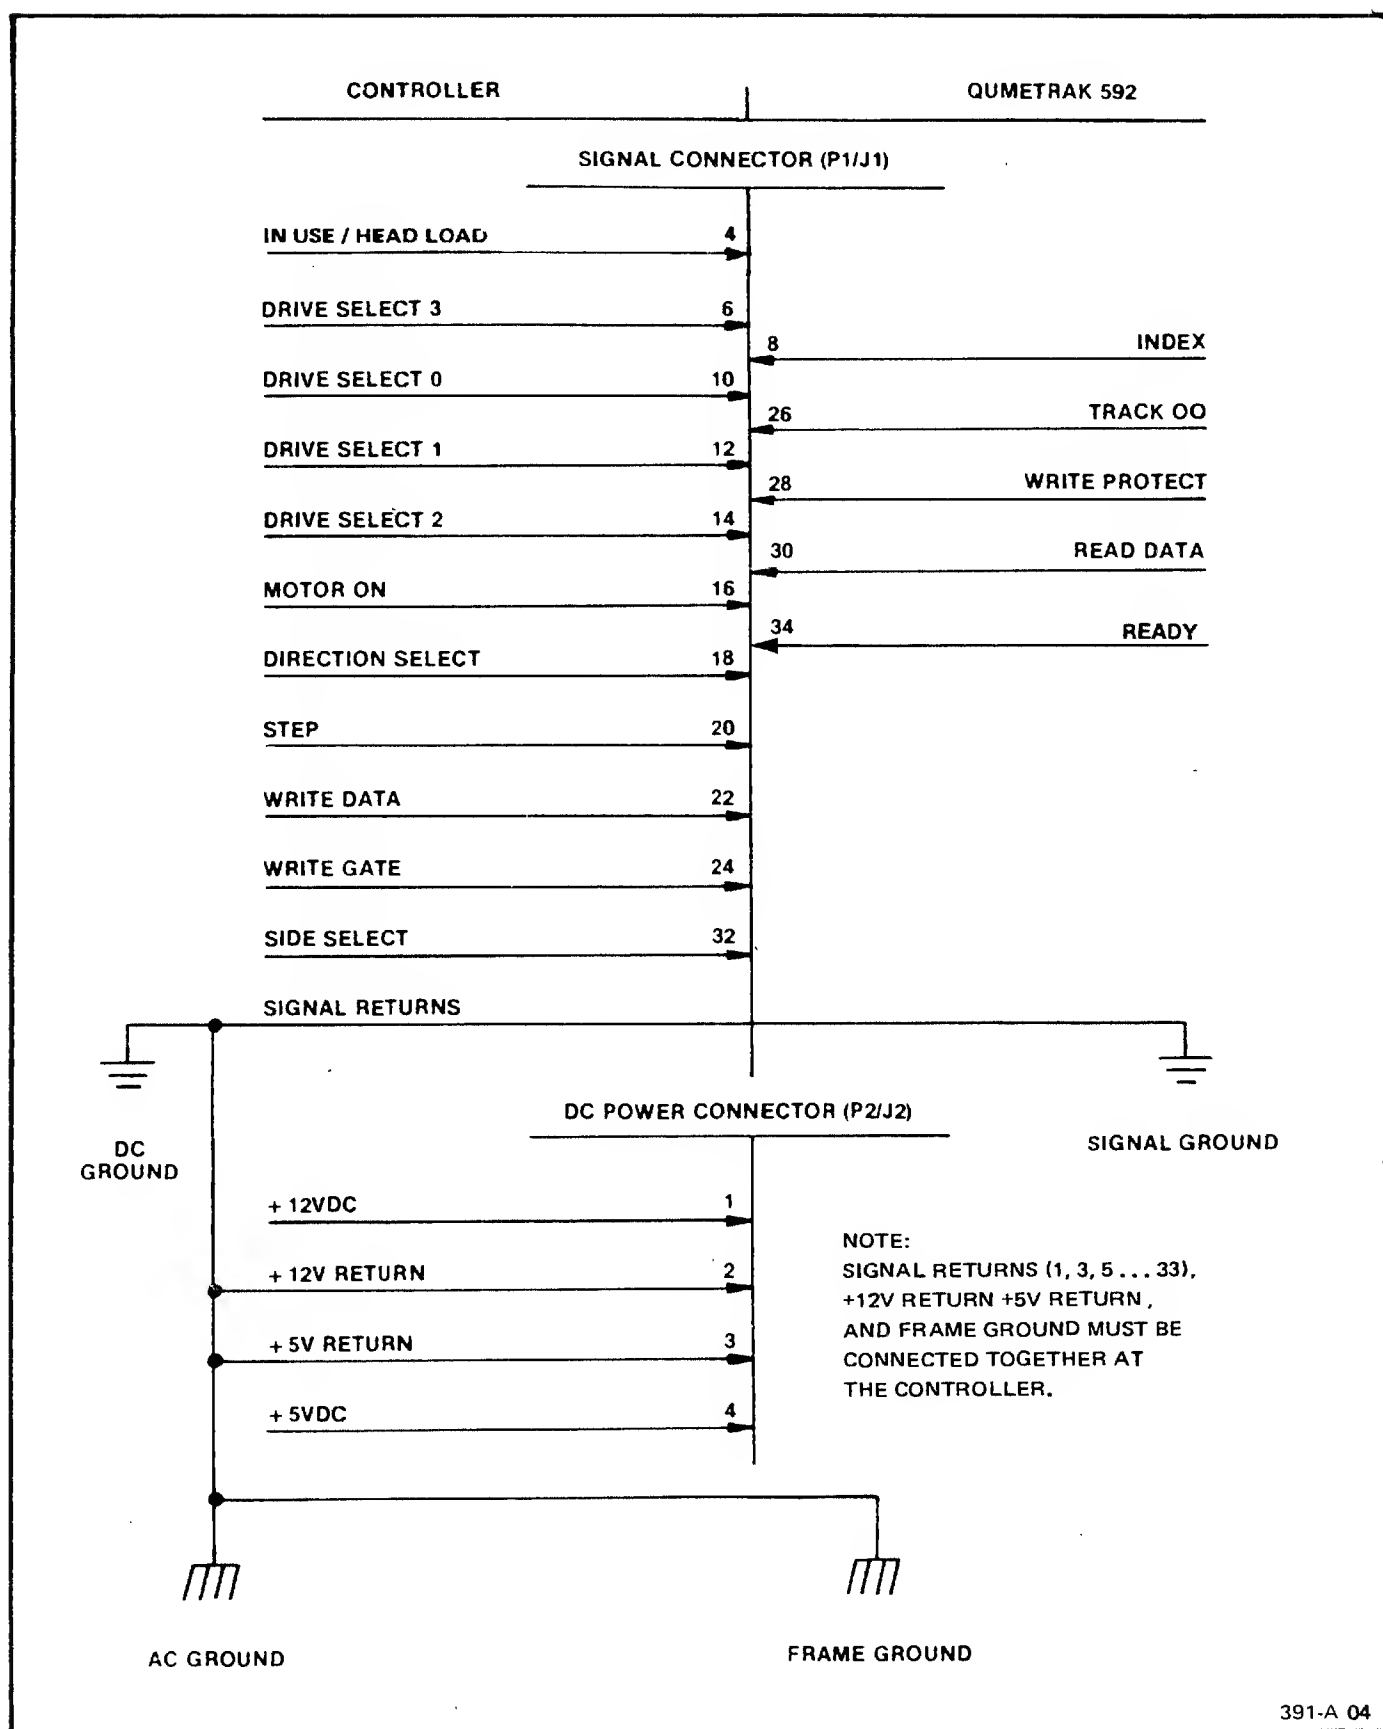 CONTROLLER
QUMETRAK 592
SIGNAL CONNECTOR (P1/J1)
IN USE / HEAD LOAD 4
DRIVE SELECT 3 6
8 INDEX
DRIVE SELECT 0 10
26 TRACK OO
DRIVE SELECT 1 12
28 WRITE PROTECT
DRIVE SELECT 2 14
30 READ DATA
MOTOR ON 16
34 READY
DIRECTION SELECT 18
STEP 20
WRITE DATA 22
WRITE GATE 24
SIDE SELECT 32
SIGNAL RETURNS
DC
GROUND
SIGNAL GROUND
DC POWER CONNECTOR (P2/J2)
+ 12VDC 1
+ 12V RETURN 2
+ 5V RETURN 3
+ 5VDC 4
NOTE:
SIGNAL RETURNS (1, 3, 5 . . . 33),
+12V RETURN +5V RETURN ,
AND FRAME GROUND MUST BE
CONNECTED TOGETHER AT
THE CONTROLLER.
AC GROUND
FRAME GROUND
391-A 04